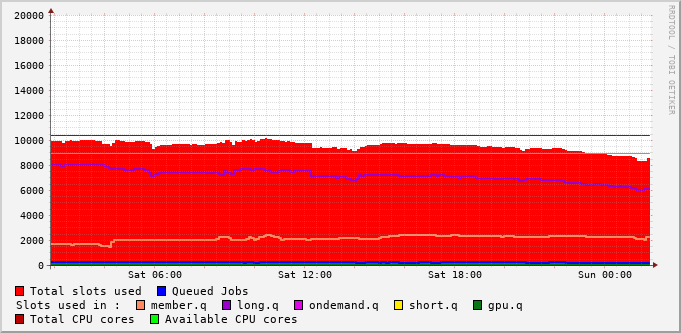 20000
18000
16000
14000
12000
10000
8000
6000
4000
2000
0
Sat 06:00 Sat 12:00 Sat 18:00 Sun 00:00
RRDTOOL / TOBI OETIKER
Total slots used Queued Jobs
Slots used in : member.q long.q ondemand.q short.q gpu.q
Total CPU cores Available CPU cores